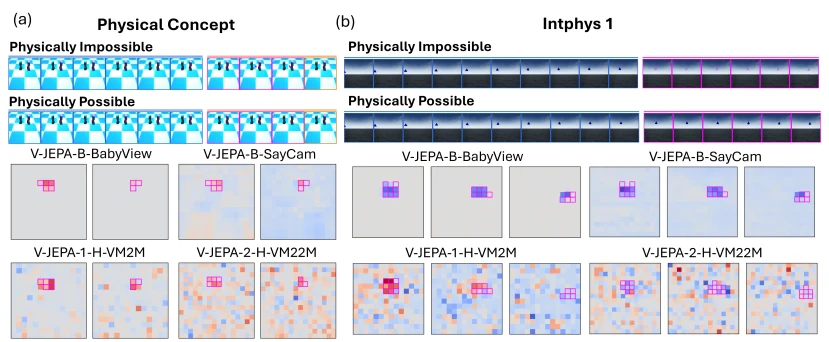 (a)
Physical Concept
Physically Impossible
Physically Possible
V-JEPA-B-BabyView
V-JEPA-B-SayCam
V-JEPA-1-H-VM2M
V-JEPA-2-H-VM22M
(b)
Intphys 1
Physically Impossible
Physically Possible
V-JEPA-B-BabyView
V-JEPA-B-SayCam
V-JEPA-1-H-VM2M
V-JEPA-2-H-VM22M